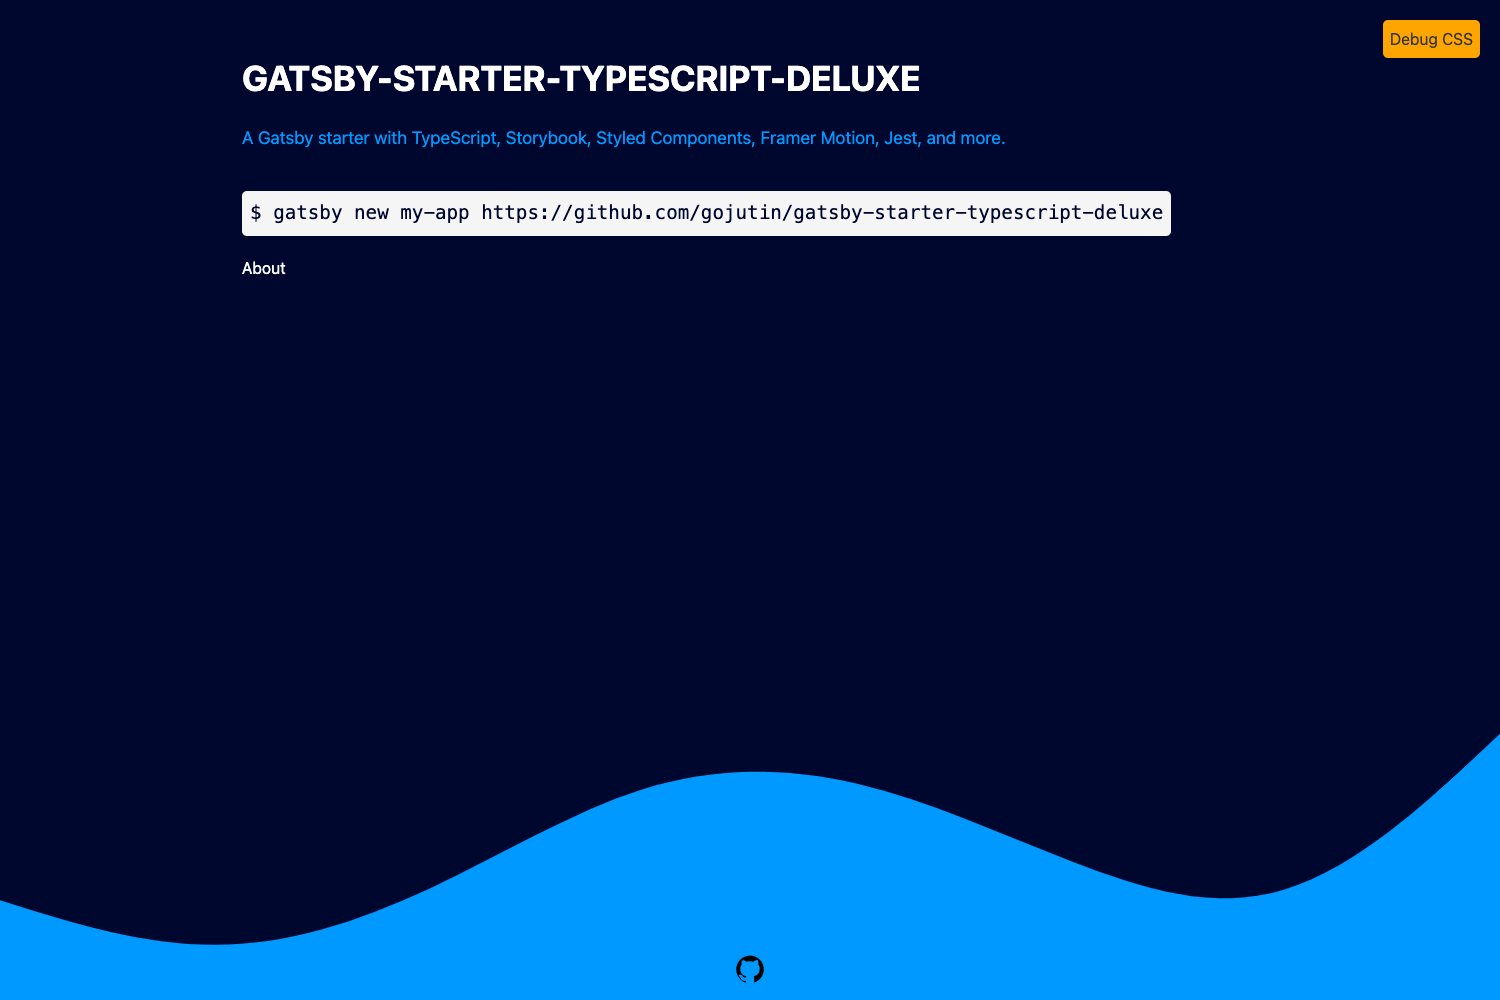 Debug CSS
GATSBY-STARTER-TYPESCRIPT-DELUXE
A Gatsby starter with TypeScript, Storybook, Styled Components, Framer Motion, Jest, and more.
$ gatsby new my-app https://github.com/gojutin/gatsby-starter-typescript-deluxe
About